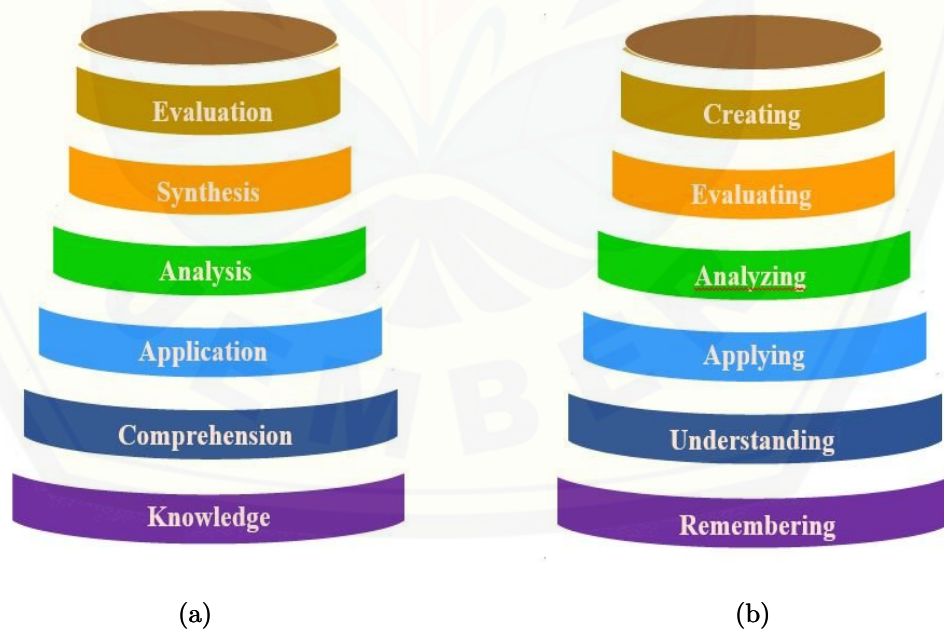 Evaluation
Synthesis
Analysis
Application
Comprehension
Knowledge
(a)
Creating
Evaluating
Analyzing
Applying
Understanding
Remembering
(b)